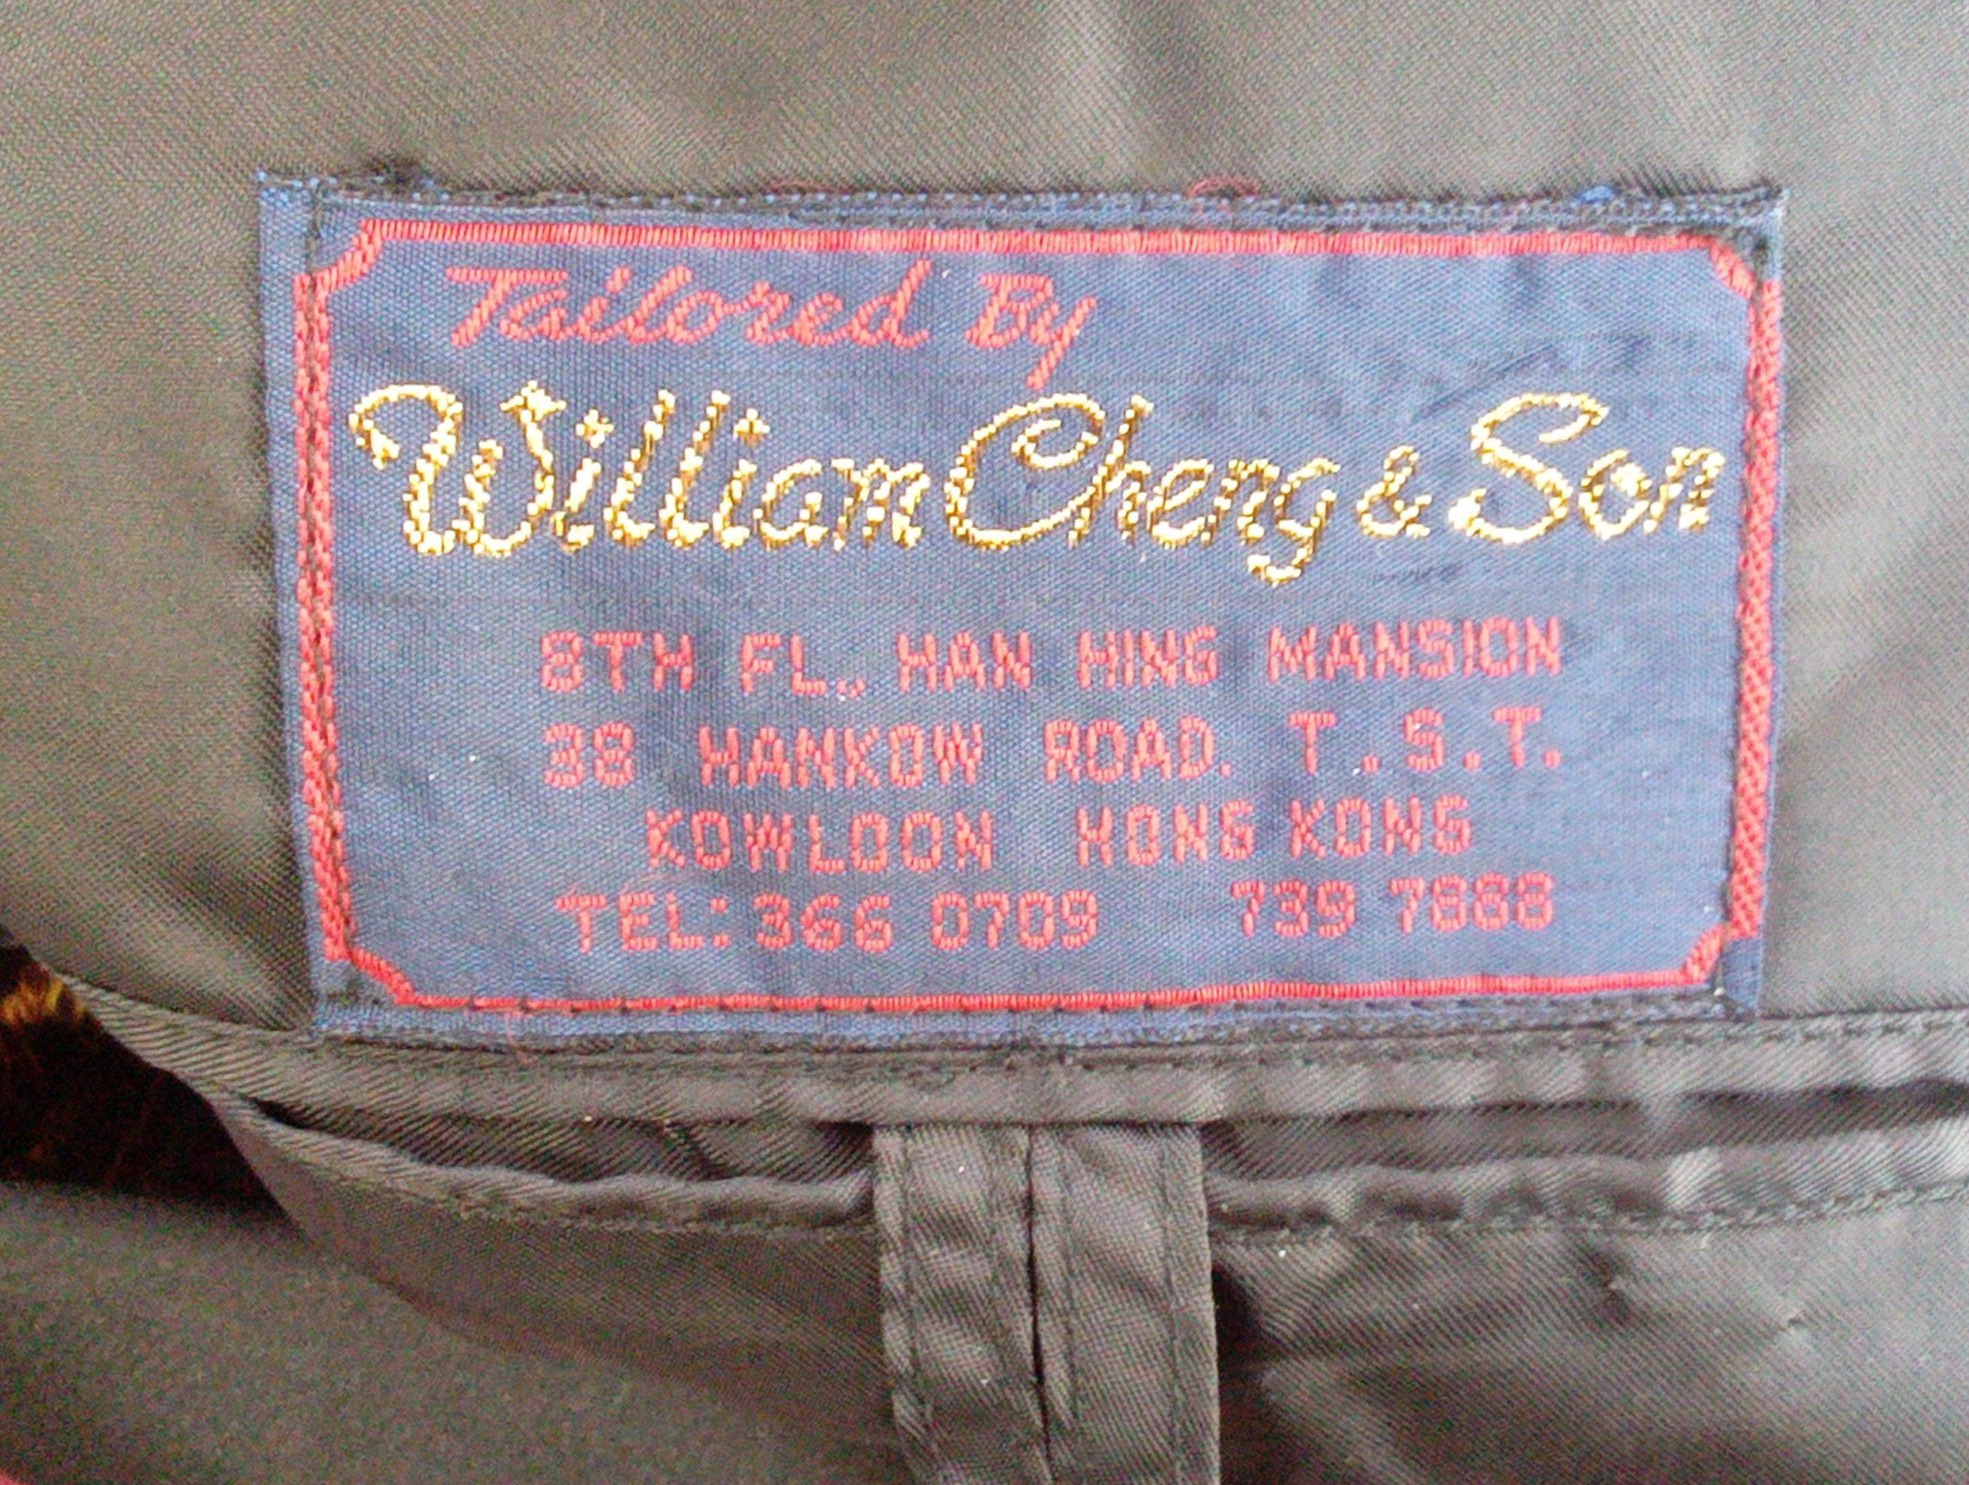 Tailored By
William Cheng & Son
8TH FL., HAN HING MANSION
38 HANKOW ROAD. T.S.T.
KOWLOON HONG KONG
TEL: 366 0709 739 7888